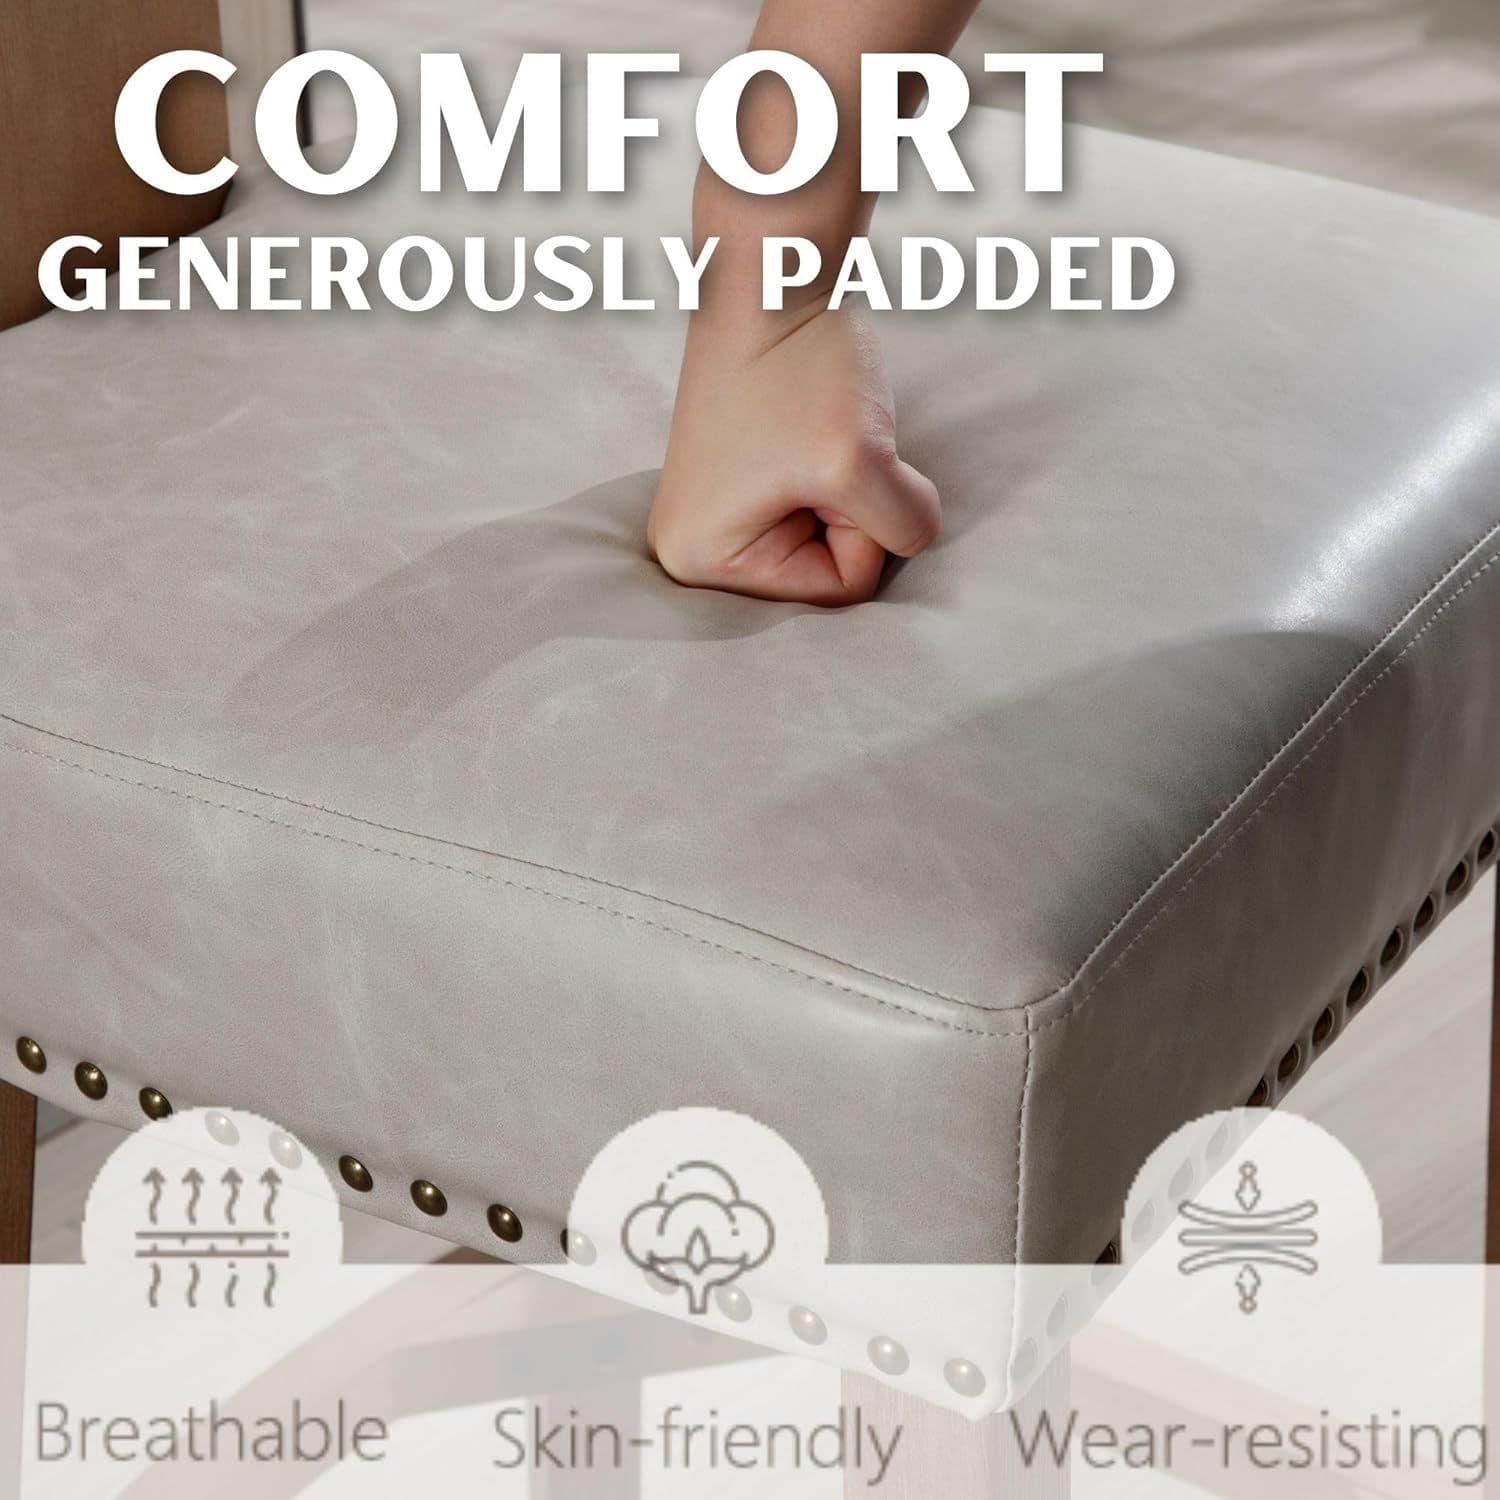 COMFORT
GENEROUSLY PADDED
Breathable
Skin-friendly
Wear-resisting